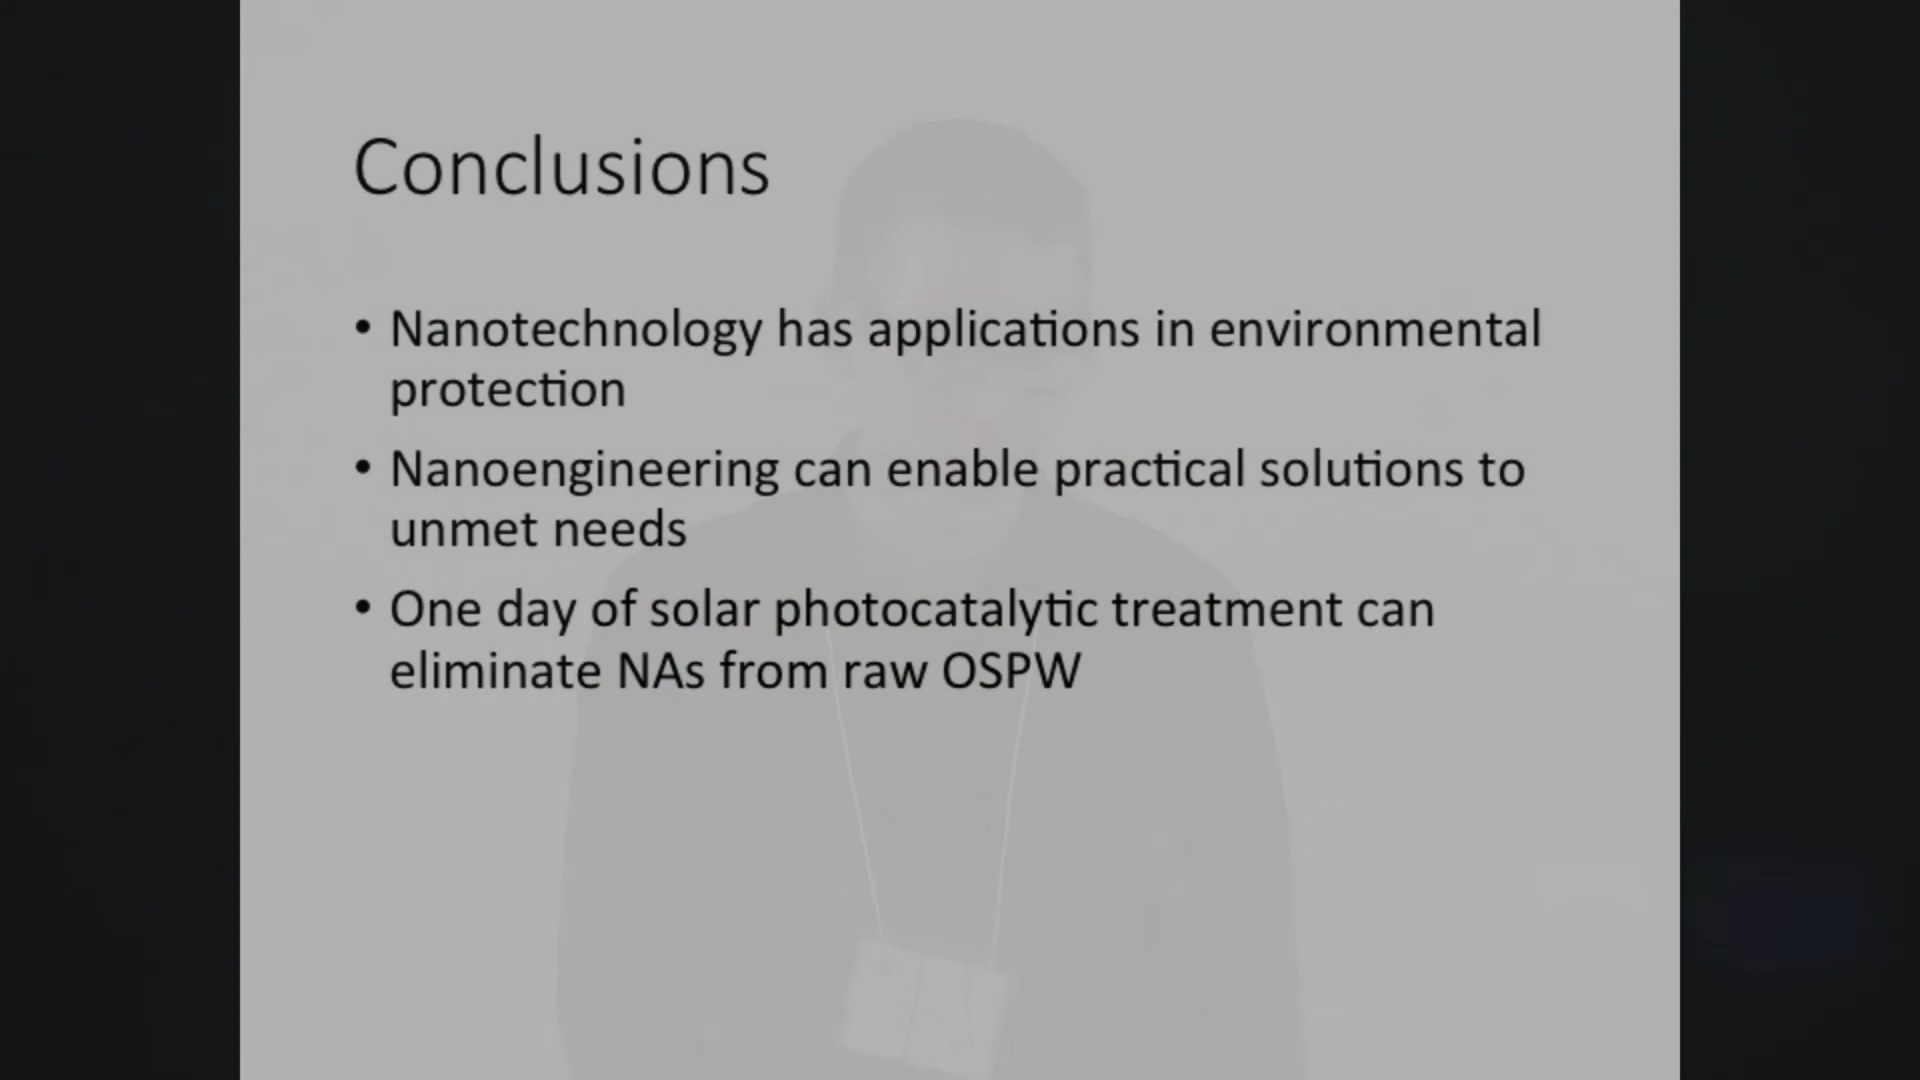 Conclusions
• Nanotechnology has applications in environmental
protection
• Nanoengineering can enable practical solutions to
unmet needs
• One day of solar photocatalytic treatment can
eliminate NAs from raw OSPW